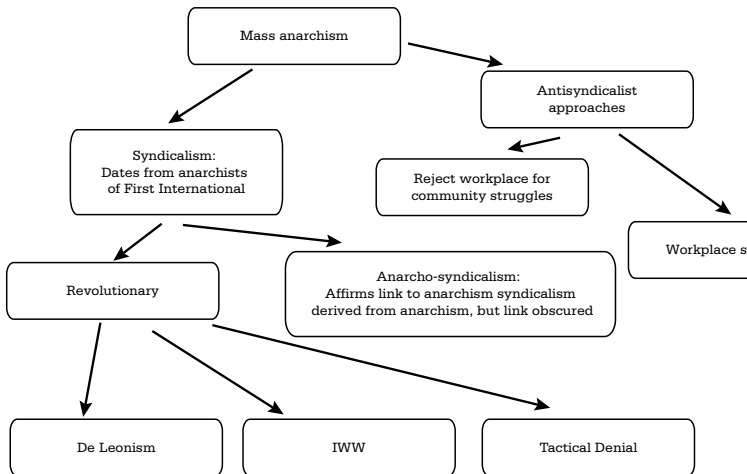 Mass anarchism
Antisyndicalist
approaches
Syndicalism:
Dates from anarchists
of First International
Reject workplace for
community struggles
Workplace s
Revolutionary
Anarcho-syndicalism:
Affirms link to anarchism syndicalism
derived from anarchism, but link obscured
De Leonism
IWW
Tactical Denial